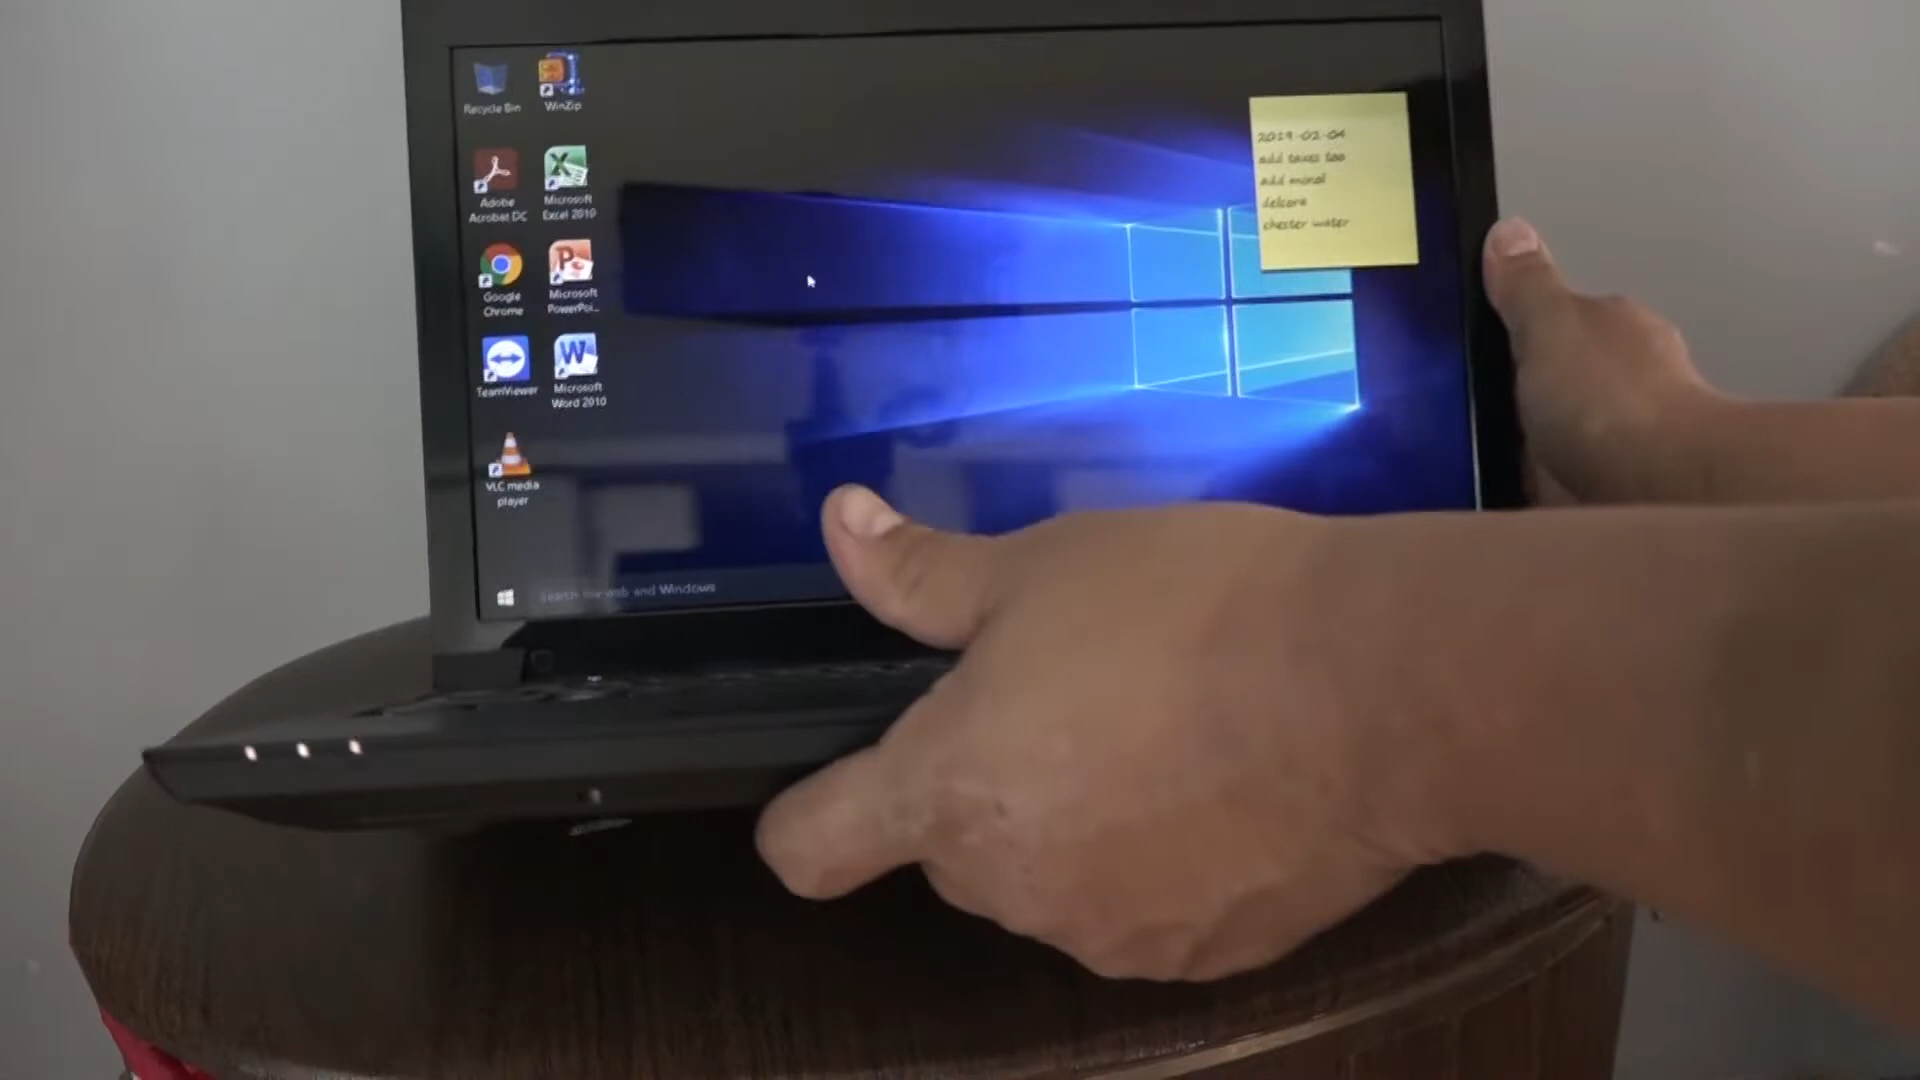 Recycle Bin
WinZip
Adobe
Acrobat DC
Microsoft
Excel 2010
Google
Chrome
Microsoft
PowerPoi...
TeamViewer
Microsoft
Word 2010
VLC media
player
2019-02-04
add taxes too
add monal
delcora
chester water
Search the web and Windows